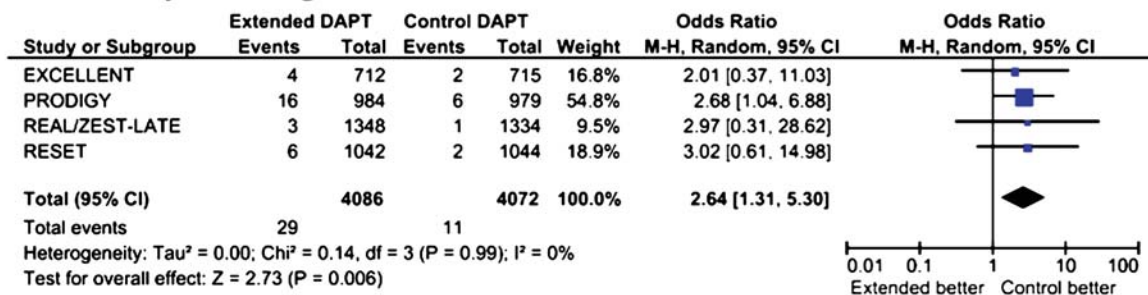 Extended DAPT Control DAPT Odds Ratio Odds Ratio
Study or Subgroup Events Total Events Total Weight M-H, Random, 95% CI M-H, Random, 95% CI
EXCELLENT 4 712 2 715 16.8% 2.01 [0.37, 11.03]
PRODIGY 16 984 6 979 54.8% 2.68 [1.04, 6.88]
REAL/ZEST-LATE 3 1348 1 1334 9.5% 2.97 [0.31, 28.62]
RESET 6 1042 2 1044 18.9% 3.02 [0.61, 14.98]
Total (95% CI) 4086 4072 100.0% 2.64 [1.31, 5.30]
Total events 29 11
Heterogeneity: Tau² = 0.00; Chi² = 0.14, df = 3 (P = 0.99); I² = 0%
Test for overall effect: Z = 2.73 (P = 0.006)
0.01 0.1 1 10 100
Extended better Control better